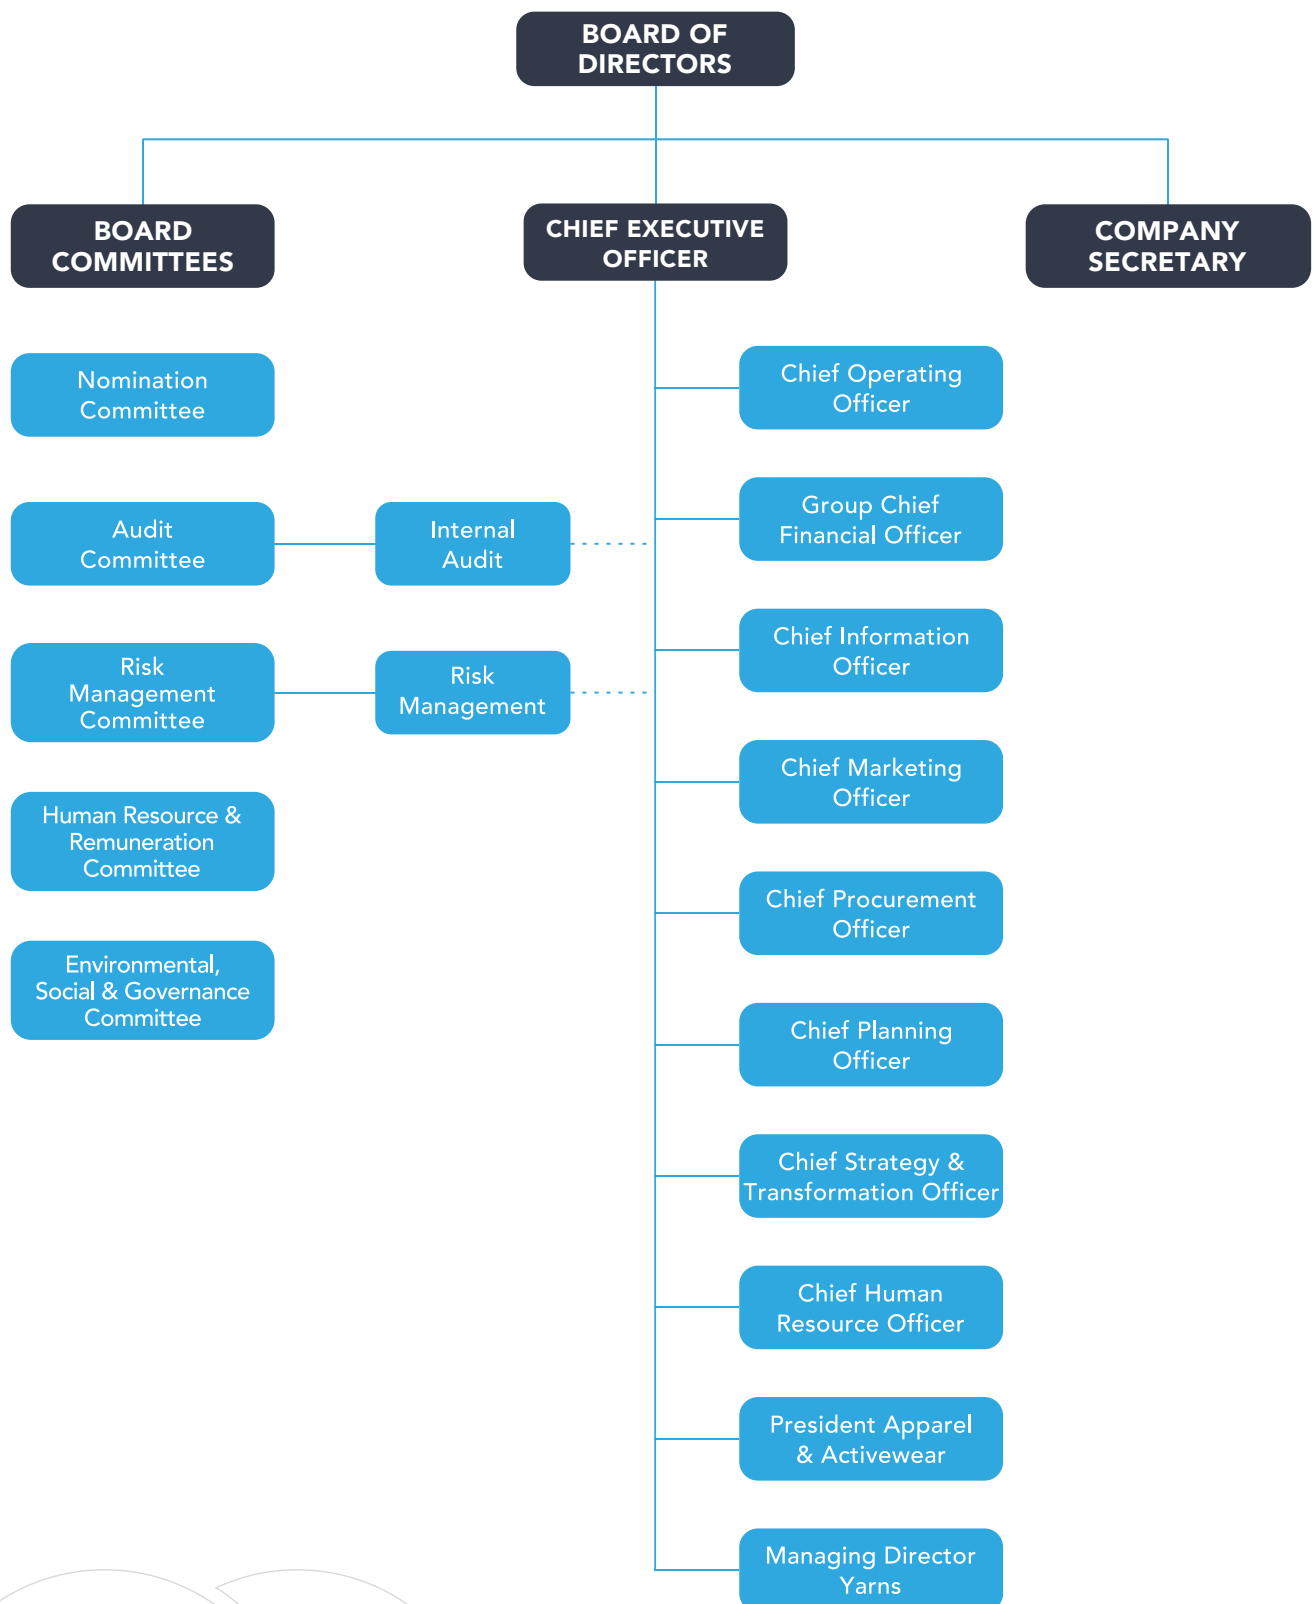 BOARD OF
DIRECTORS
BOARD
COMMITTEES
CHIEF EXECUTIVE
OFFICER
COMPANY
SECRETARY
Nomination
Committee
Audit
Committee
Internal
Audit
Risk
Management
Committee
Risk
Management
Human Resource &
Remuneration
Committee
Environmental,
Social & Governance
Committee
Chief Operating
Officer
Group Chief
Financial Officer
Chief Information
Officer
Chief Marketing
Officer
Chief Procurement
Officer
Chief Planning
Officer
Chief Strategy &
Transformation Officer
Chief Human
Resource Officer
President Apparel
& Activewear
Managing Director
Yarns